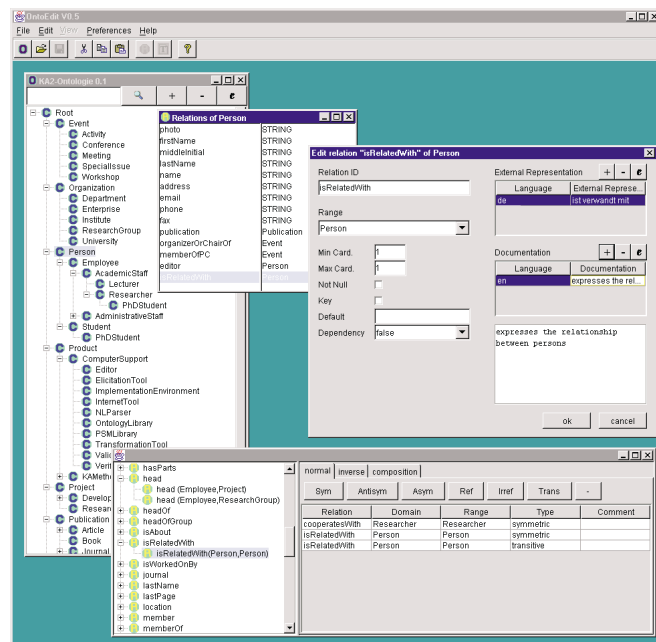 OntoEdit V0.5
File Edit View Preferences Help
KA2-Ontologie 0.1
+ - e
Root
Event
Activity
Conference
Meeting
SpecialIssue
Workshop
Organization
Department
Enterprise
Institute
ResearchGroup
University
Person
Employee
AcademicStaff
Lecturer
Researcher
PhDStudent
AdministrativeStaff
Student
PhDStudent
Product
ComputerSupport
Editor
ElicitationTool
ImplementationEnvironment
InternetTool
NLParser
OntologyLibrary
PSMLibrary
TransformationTool
Valid
Verif
KAMeth
Project
Develop
Resear
Publication
Article
Book
Journal
Relations of Person
photo STRING
firstName STRING
middleInitial STRING
lastName STRING
name STRING
address STRING
email STRING
phone STRING
fax STRING
publication Publication
organizerOrChairOf Event
memberOfPC Event
editor Person
isRelatedWith Person
Edit relation "isRelatedWith" of Person
Relation ID
isRelatedWith
Range
Person
Min Card. 1
Max Card. 1
Not Null
Key
Default
Dependency false
External Representation + - e
Language External Represe...
de ist verwandt mit
Documentation + - e
Language Documentation
en expresses the rel...
expresses the relationship
between persons
ok cancel
hasParts
head
head (Employee,Project)
head (Employee,ResearchGroup)
headOf
headOfGroup
isAbout
isRelatedWith
isRelatedWith(Person,Person)
isWorkedOnBy
journal
lastName
lastPage
location
member
memberOf
normal inverse composition
Sym Antisym Asym Ref Irref Trans -
Relation Domain Range Type Comment
cooperatesWith Researcher Researcher symmetric
isRelatedWith Person Person symmetric
isRelatedWith Person Person transitive